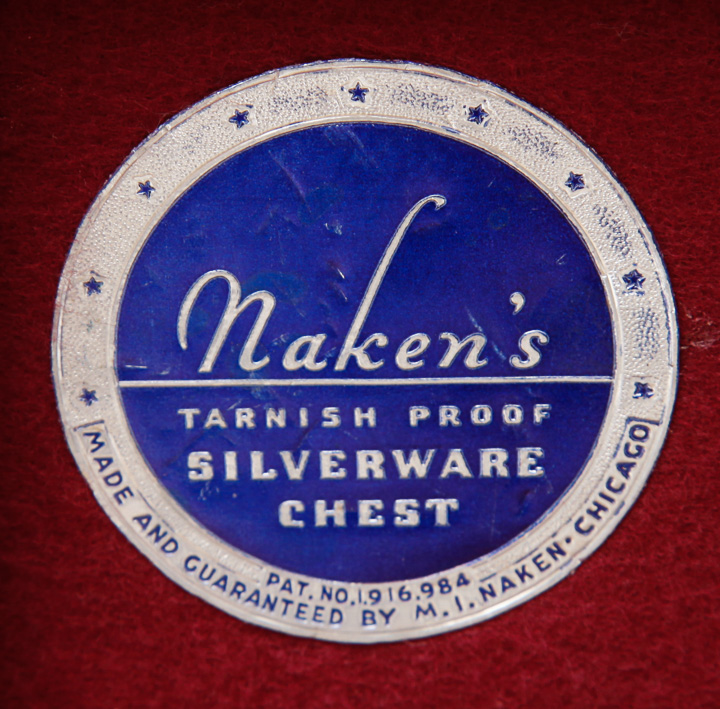 Naken's
TARNISH PROOF
SILVERWARE
CHEST
PAT. NO.1,916,984
MADE AND GUARANTEED BY M.I. NAKEN·CHICAGO